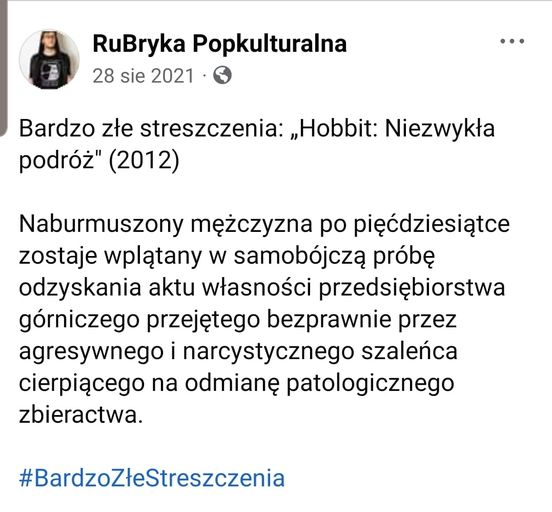 RuBryka Popkulturalna
28 sie 2021 ·
Bardzo złe streszczenia: „Hobbit: Niezwykła
podróż" (2012)
Naburmuszony mężczyzna po pięćdziesiątce
zostaje wplątany w samobójczą próbę
odzyskania aktu własności przedsiębiorstwa
górniczego przejętego bezprawnie przez
agresywnego i narcystycznego szaleńca
cierpiącego na odmianę patologicznego
zbieractwa.
#BardzoZłeStreszczenia